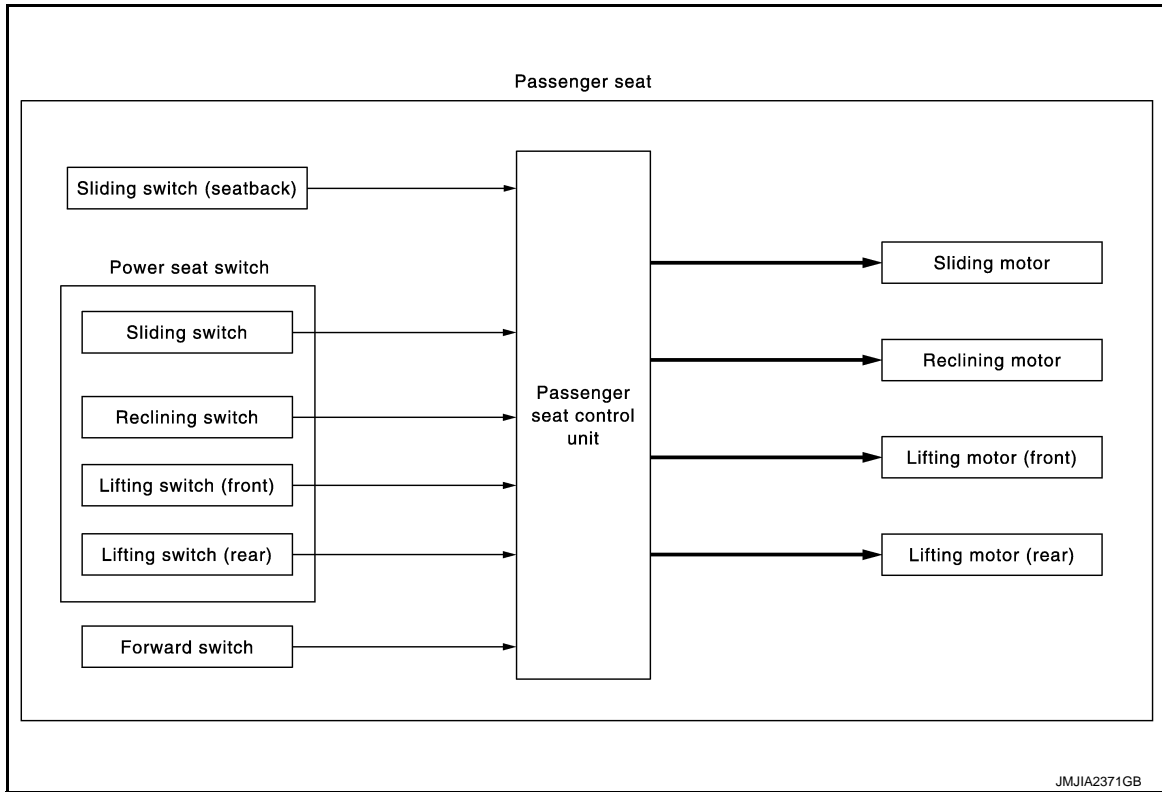 Passenger seat
Sliding switch (seatback)
Power seat switch
Sliding switch
Reclining switch
Lifting switch (front)
Lifting switch (rear)
Forward switch
Passenger
seat control
unit
Sliding motor
Reclining motor
Lifting motor (front)
Lifting motor (rear)
JMJIA2371GB